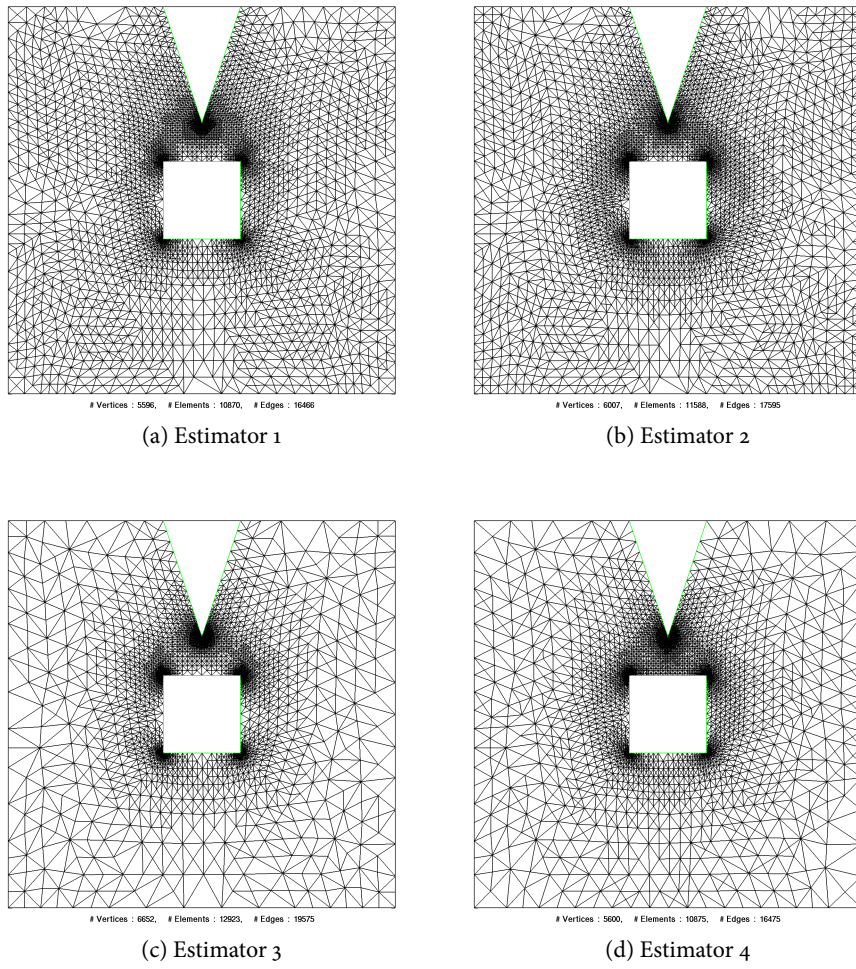 # Vertices : 5596, # Elements : 10870, # Edges : 16466
(a) Estimator 1
# Vertices : 6007, # Elements : 11588, # Edges : 17595
(b) Estimator 2
# Vertices : 6652, # Elements : 12923, # Edges : 19575
(c) Estimator 3
# Vertices : 5600, # Elements : 10875, # Edges : 16475
(d) Estimator 4